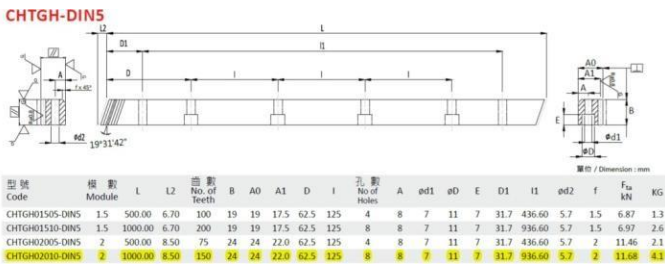 CHTGH-DIN5
L2 L
D1 l1
D l l l
A
f x 45°
ød2
19°31'42"
A0
A1
A
B
E
ød1
øD
單位 / Dimension : mm
型號 模數 L L2 齒數 B A0 A1 D l 孔數 A ød1 øD E D1 l1 ød2 f Fta KG
Code Module No. of Teeth No of Holes kN
CHTGH01505-DIN5 1.5 500.00 6.70 100 19 19 17.5 62.5 125 4 8 7 11 7 31.7 436.60 5.7 1.5 6.87 1.3
CHTGH01510-DIN5 1.5 1000.00 6.70 200 19 19 17.5 62.5 125 8 8 7 11 7 31.7 936.60 5.7 1.5 6.97 2.6
CHTGH02005-DIN5 2 500.00 8.50 75 24 24 22.0 62.5 125 4 8 7 11 7 31.7 436.60 5.7 2 11.46 2.1
CHTGH02010-DIN5 2 1000.00 8.50 150 24 24 22.0 62.5 125 8 8 7 11 7 31.7 936.60 5.7 2 11.68 4.1